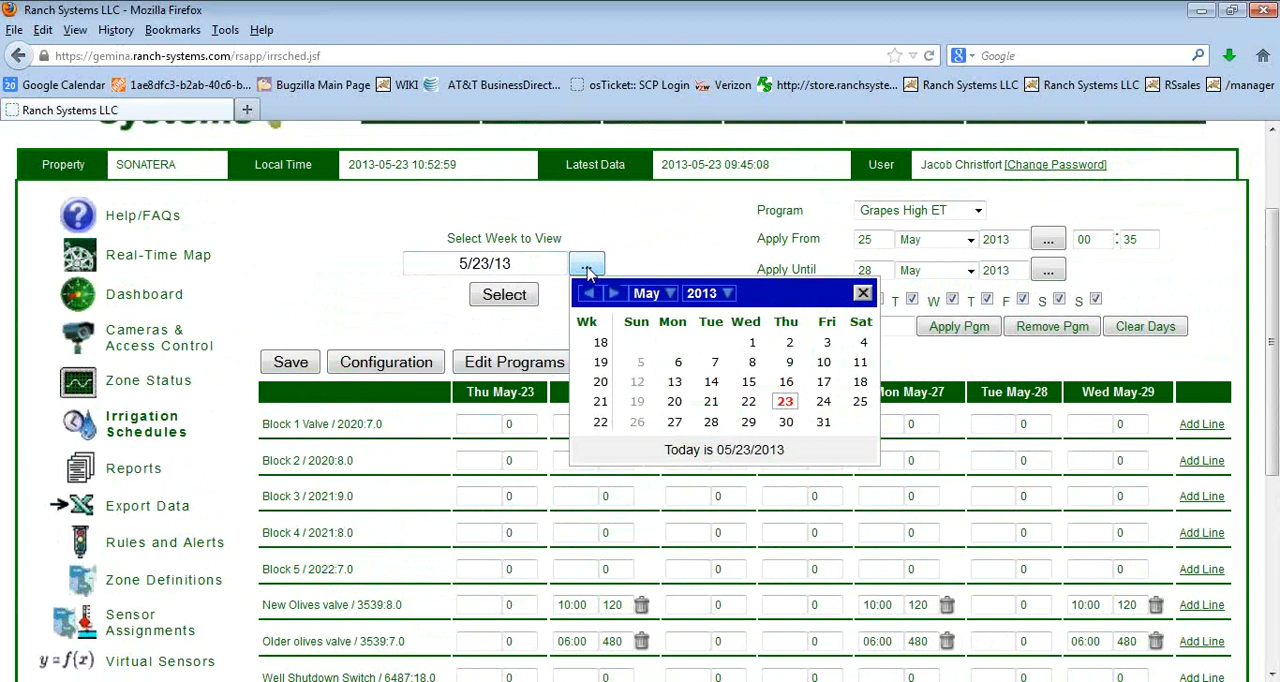 Ranch Systems LLC - Mozilla Firefox
File Edit View History Bookmarks Tools Help
https://gemina.ranch-systems.com/rsapp/irrsched.jsf
Google
Google Calendar 1ae8dfc3-b2ab-40c6-b... Bugzilla Main Page WIKI AT&T BusinessDirect... osTicket:: SCP Login Verizon http://store.ranchsyste... Ranch Systems LLC Ranch Systems LLC RSsales /manager
Ranch Systems LLC
Property SONATERA Local Time 2013-05-23 10:52:59 Latest Data 2013-05-23 09:45:08 User Jacob Christfort [Change Password]
Help/FAQs
Real-Time Map
Dashboard
Cameras &
Access Control
Zone Status
Irrigation
Schedules
Reports
Export Data
Rules and Alerts
Zone Definitions
Sensor
Assignments
y = f(x) Virtual Sensors
Select Week to View
5/23/13 ...
Select
Program Grapes High ET
Apply From 25 May 2013 ... 00 : 35
Apply Until 28 May 2013 ...
T W T F S S
Apply Pgm Remove Pgm Clear Days
Save Configuration Edit Programs
May 2013
Wk Sun Mon Tue Wed Thu Fri Sat
18 1 2 3 4
19 5 6 7 8 9 10 11
20 12 13 14 15 16 17 18
21 19 20 21 22 23 24 25
22 26 27 28 29 30 31
Today is 05/23/2013
Thu May-23 Mon May-27 Tue May-28 Wed May-29
Block 1 Valve / 2020:7.0 0 0 0 0 Add Line
Block 2 / 2020:8.0 0 0 0 0 Add Line
Block 3 / 2021:9.0 0 0 0 0 0 0 0 Add Line
Block 4 / 2021:8.0 0 0 0 0 0 0 0 Add Line
Block 5 / 2022:7.0 0 0 0 0 0 0 0 Add Line
New Olives valve / 3539:8.0 0 10:00 120 0 0 10:00 120 0 10:00 120 Add Line
Older olives valve / 3539:7.0 0 06:00 480 0 0 06:00 480 0 06:00 480 Add Line
Well Shutdown Switch / 6487:18.0 0 0 0 0 0 0 0 Add Line